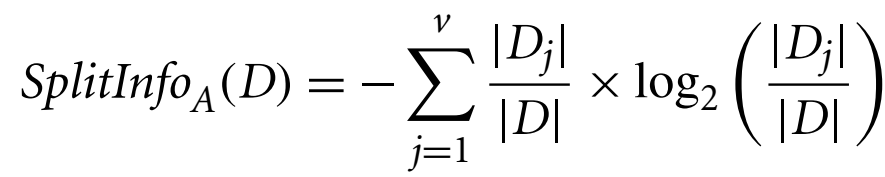 SplitInfo_A(D) = − ∑_{j=1}^{v} |D_j|/|D| × log_2 (|D_j|/|D|)